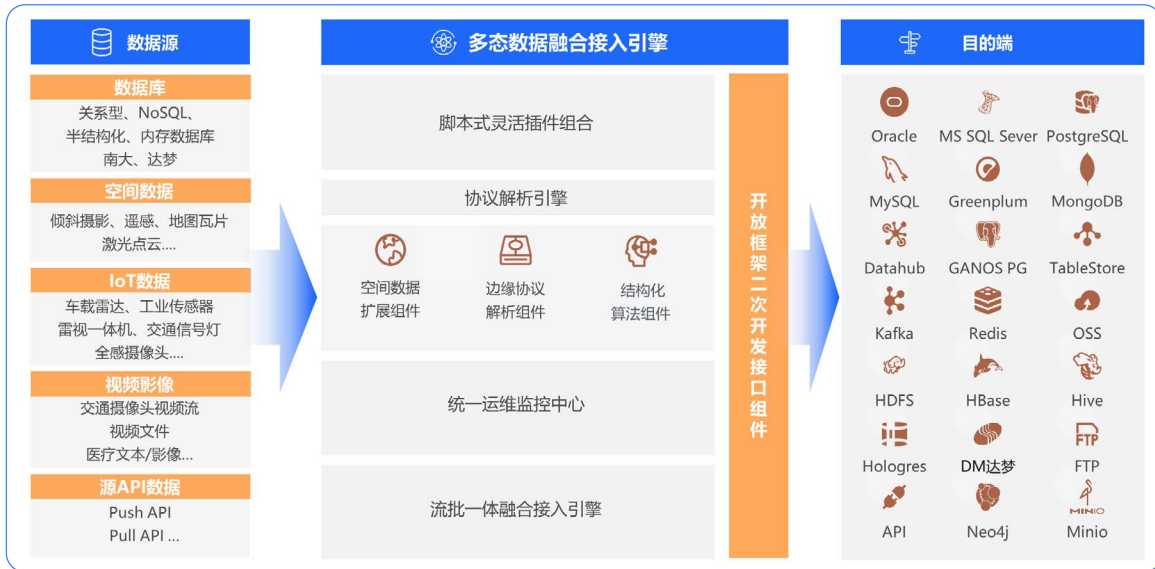 数据源
数据库
关系型、NoSQL、
半结构化、内存数据库
南大、达梦
空间数据
倾斜摄影、遥感、地图瓦片
激光点云....
IoT数据
车载雷达、工业传感器
雷视一体机、交通信号灯
全感摄像头....
视频影像
交通摄像头视频流
视频文件
医疗文本/影像...
源API数据
Push API
Pull API ...
多态数据融合接入引擎
脚本式灵活插件组合
协议解析引擎
空间数据
扩展组件
边缘协议
解析组件
结构化
算法组件
统一运维监控中心
流批一体融合接入引擎
开放框架二次开发接口组件
目的端
Oracle MS SQL Sever PostgreSQL
MySQL Greenplum MongoDB
Datahub GANOS PG TableStore
Kafka Redis OSS
HDFS HBase Hive
FTP
Hologres DM达梦 FTP
MINIO
API Neo4j Minio